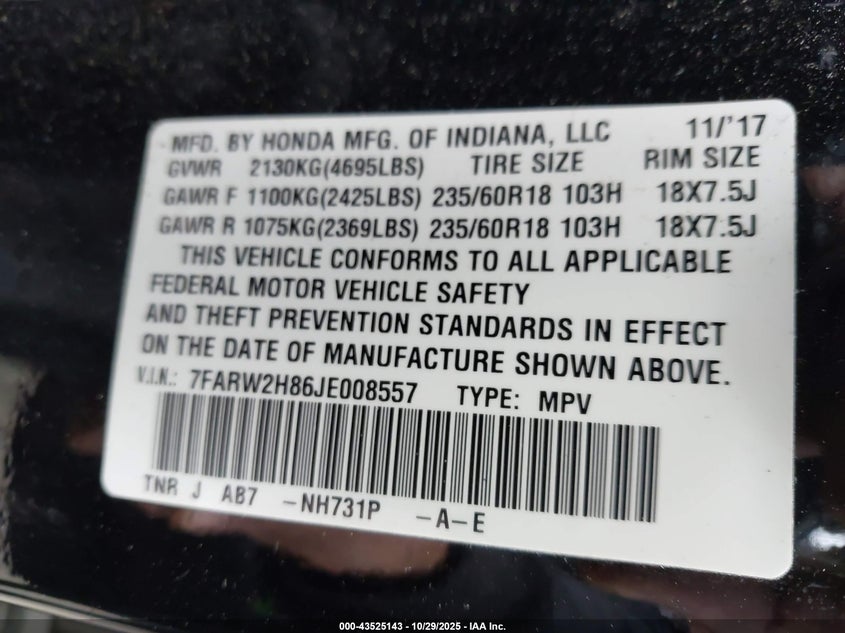 MFD. BY HONDA MFG. OF INDIANA, LLC 11/'17
GVWR 2130KG(4695LBS) TIRE SIZE RIM SIZE
GAWR F 1100KG(2425LBS) 235/60R18 103H 18X7.5J
GAWR R 1075KG(2369LBS) 235/60R18 103H 18X7.5J
THIS VEHICLE CONFORMS TO ALL APPLICABLE
FEDERAL MOTOR VEHICLE SAFETY
AND THEFT PREVENTION STANDARDS IN EFFECT
ON THE DATE OF MANUFACTURE SHOWN ABOVE.
V.I.N.: 7FARW2H86JE008557 TYPE: MPV
TNR J AB7 -NH731P -A-E
000-43525143 - 10/29/2025 - IAA Inc.